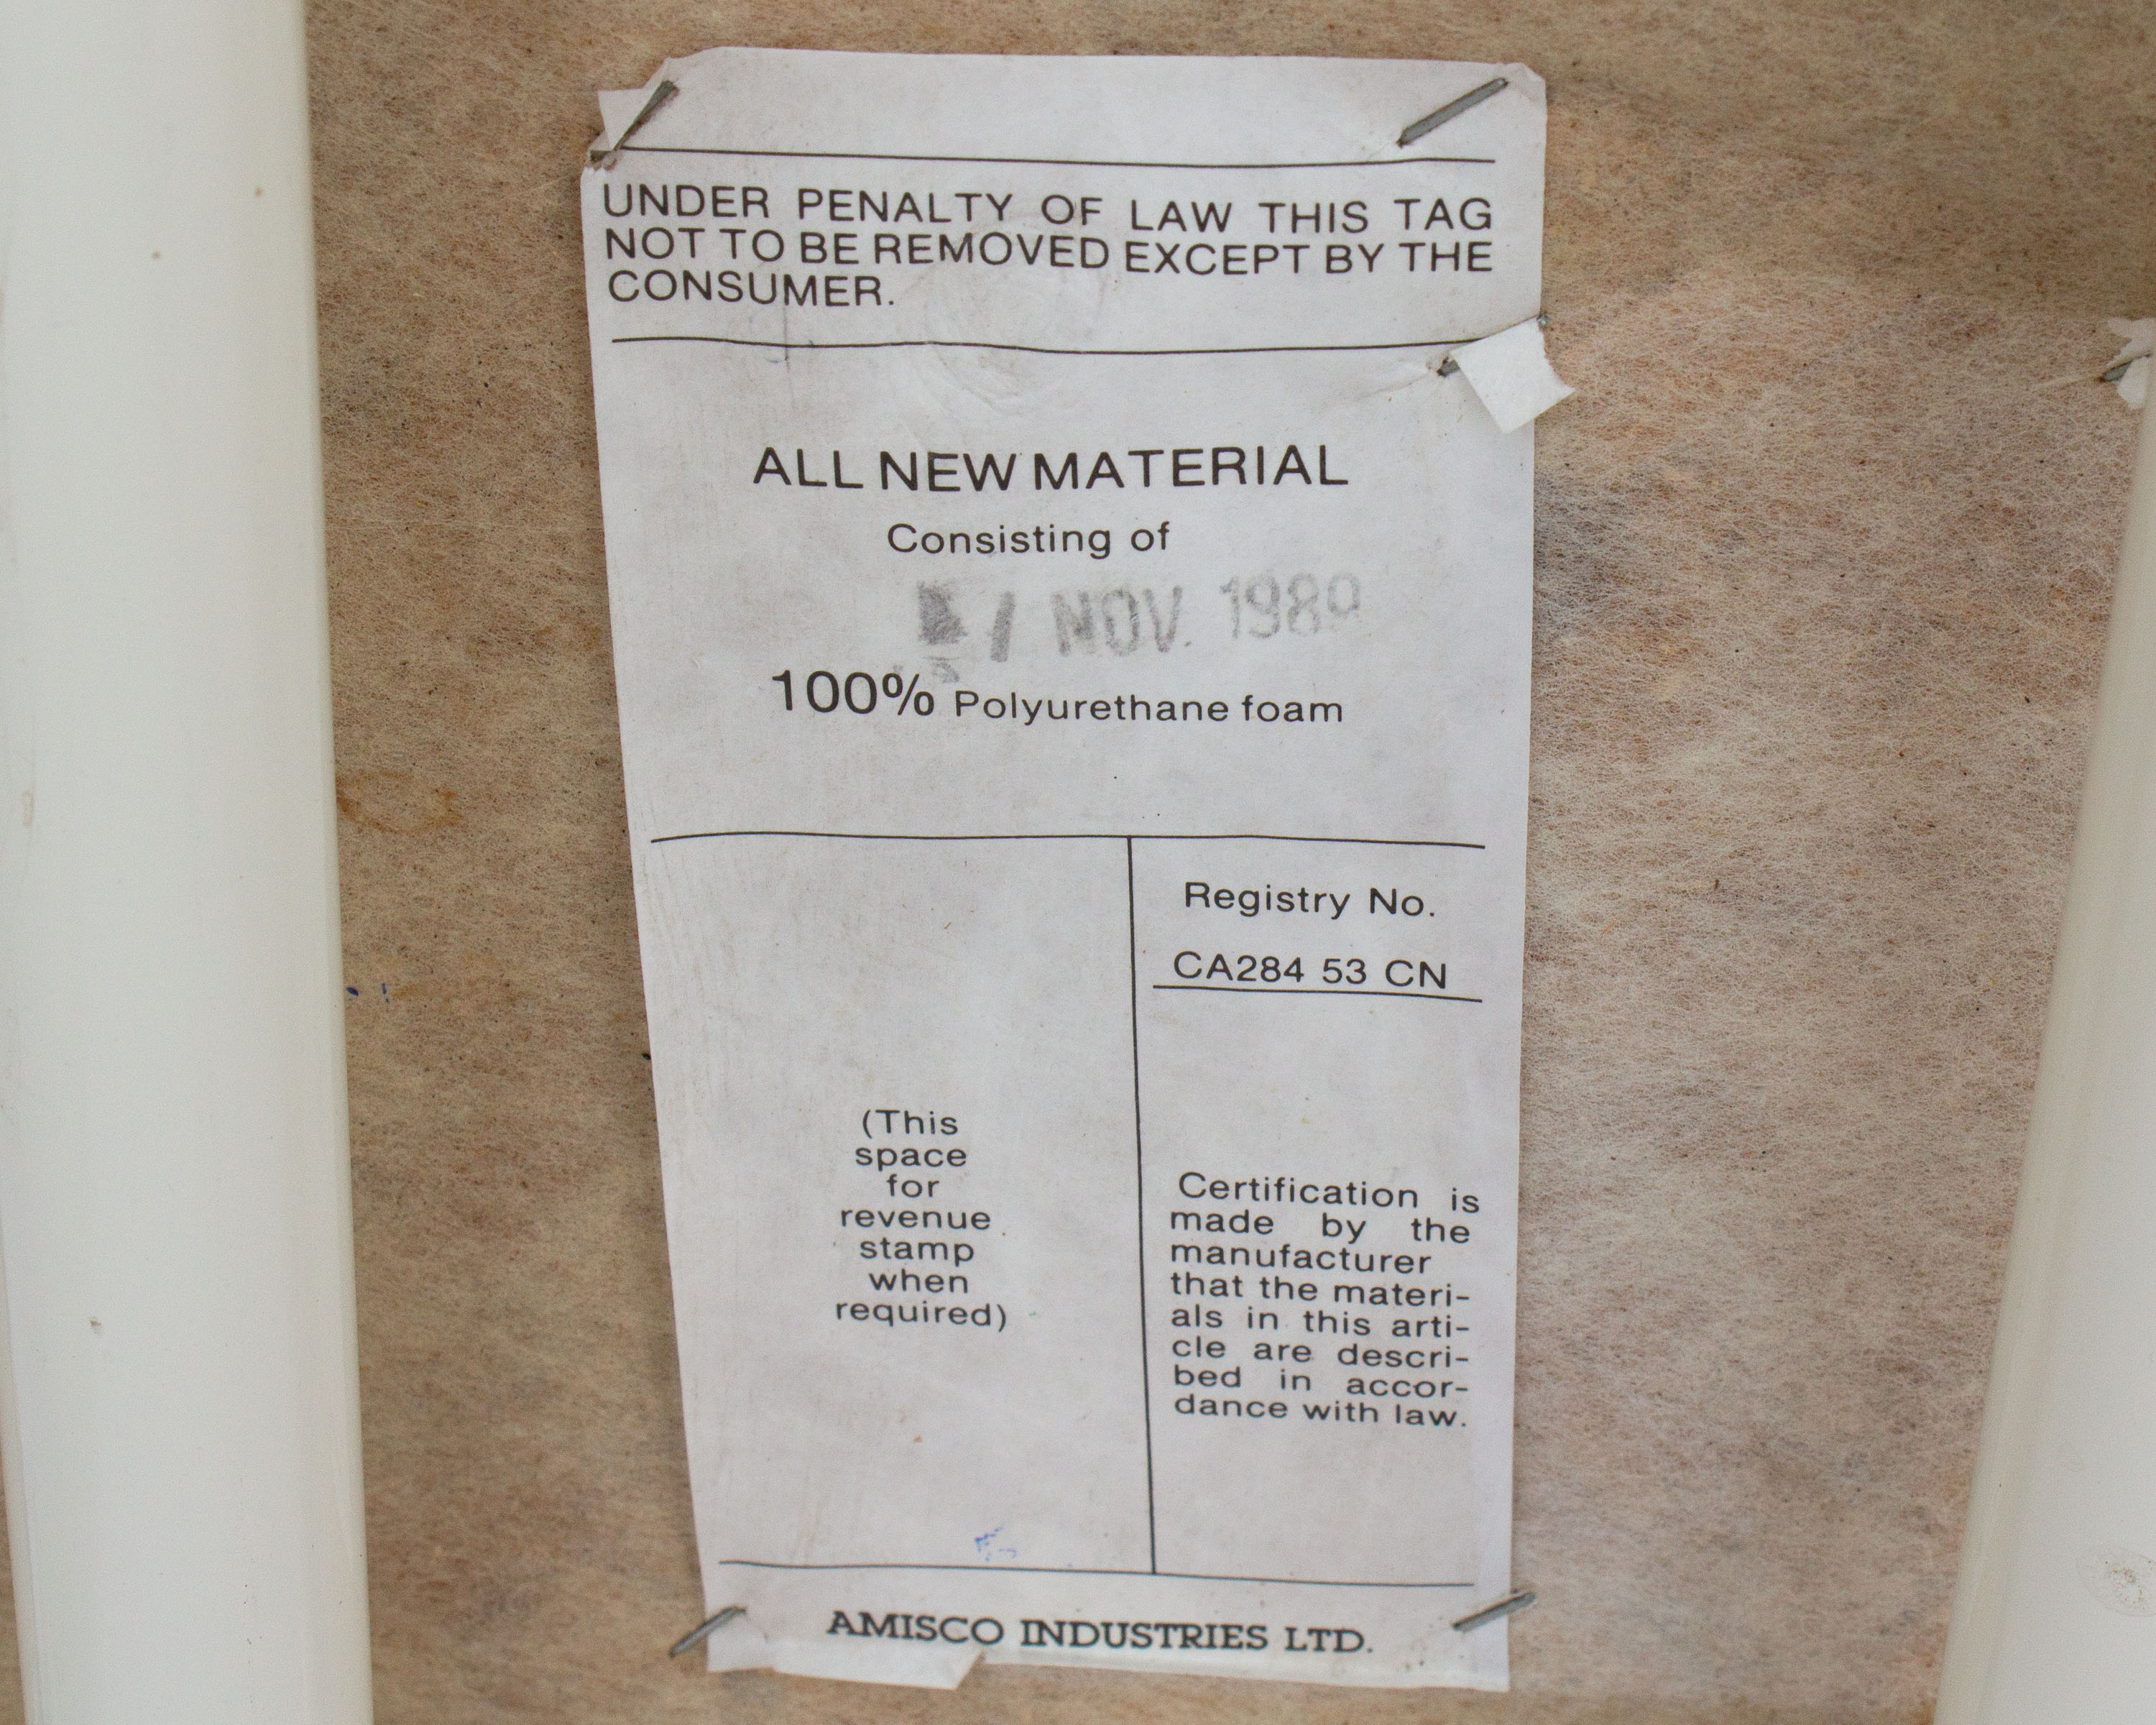 UNDER PENALTY OF LAW THIS TAG
NOT TO BE REMOVED EXCEPT BY THE
CONSUMER.
ALL NEW MATERIAL
Consisting of
NOV. 1989
100% Polyurethane foam
Registry No.
CA284 53 CN
(This
space
for
revenue
stamp
when
required)
Certification is
made by the
manufacturer
that the materi-
als in this arti-
cle are descri-
bed in accor-
dance with law.
AMISCO INDUSTRIES LTD.